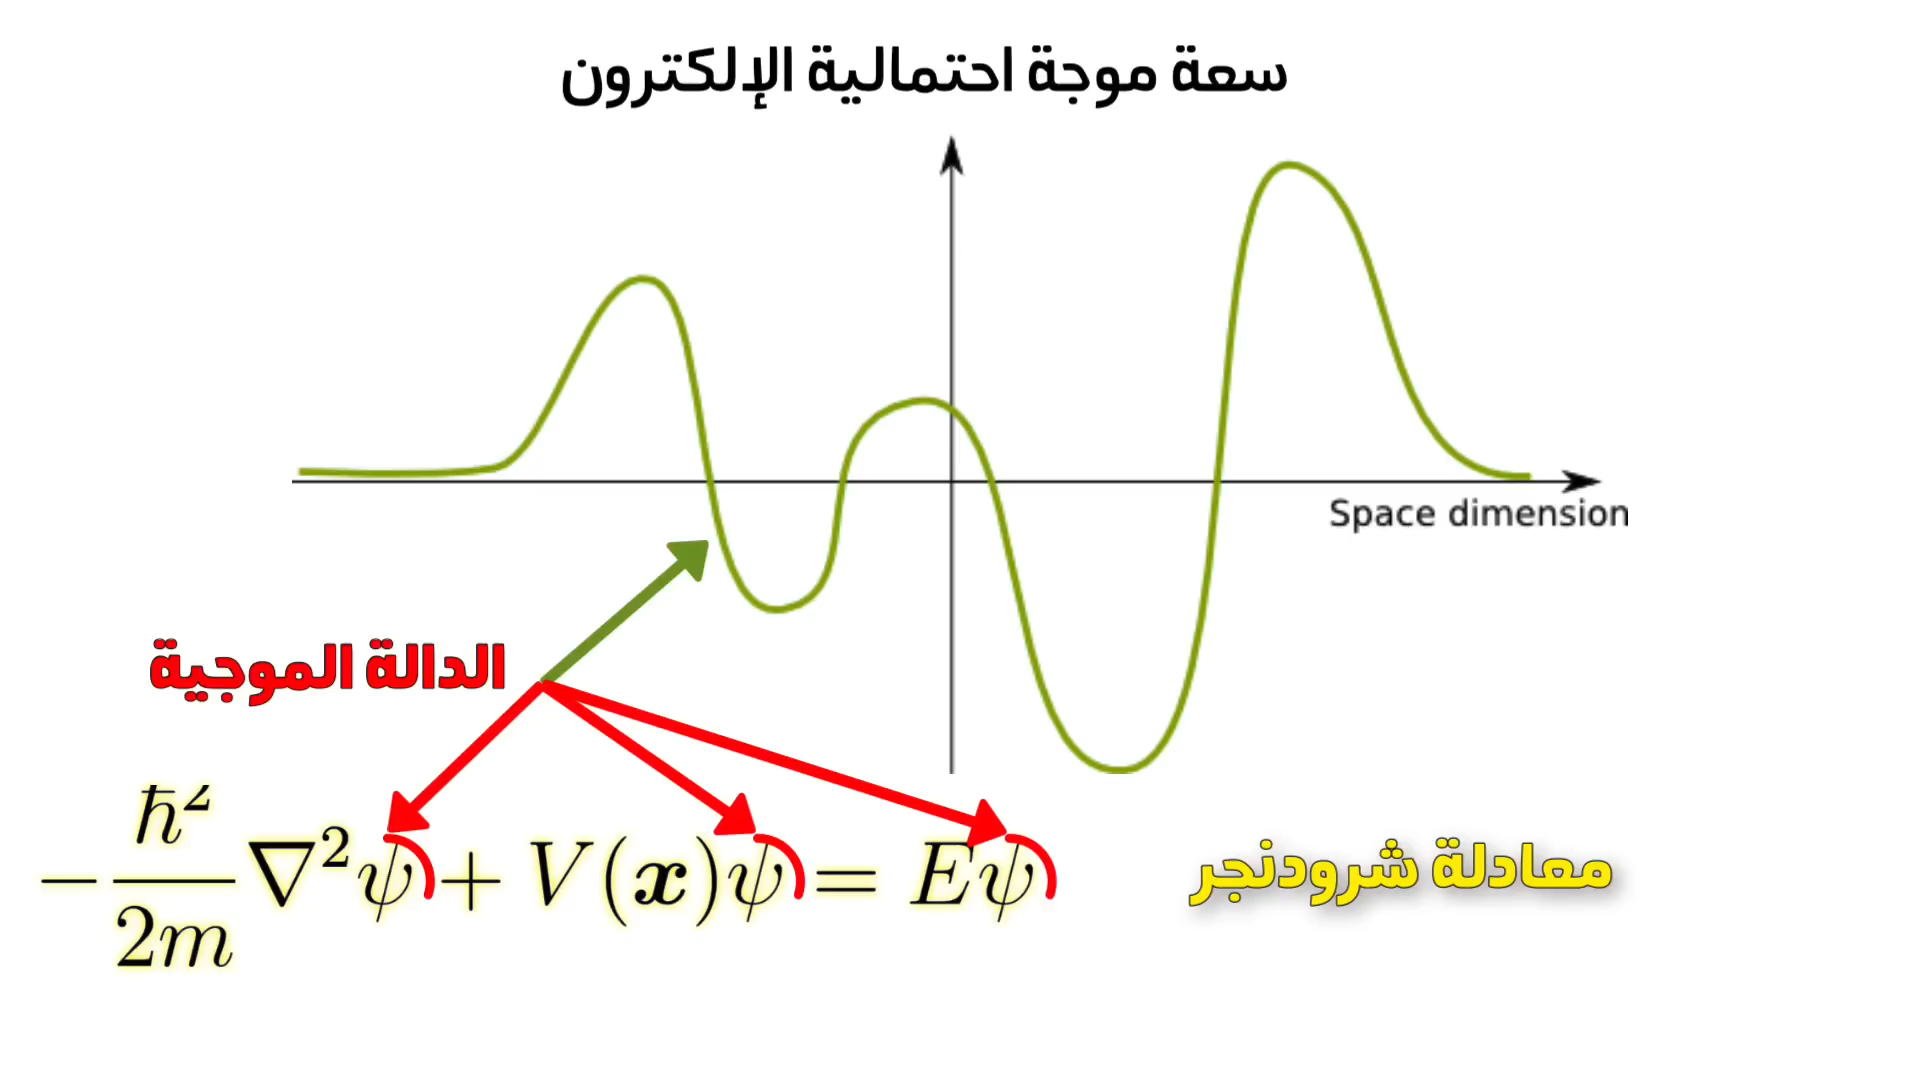 سعة موجة احتمالية الإلكترون
Space dimension
الدالة الموجية
−ħ²/2m ∇²ψ + V(x)ψ = Eψ
معادلة شرودنجر